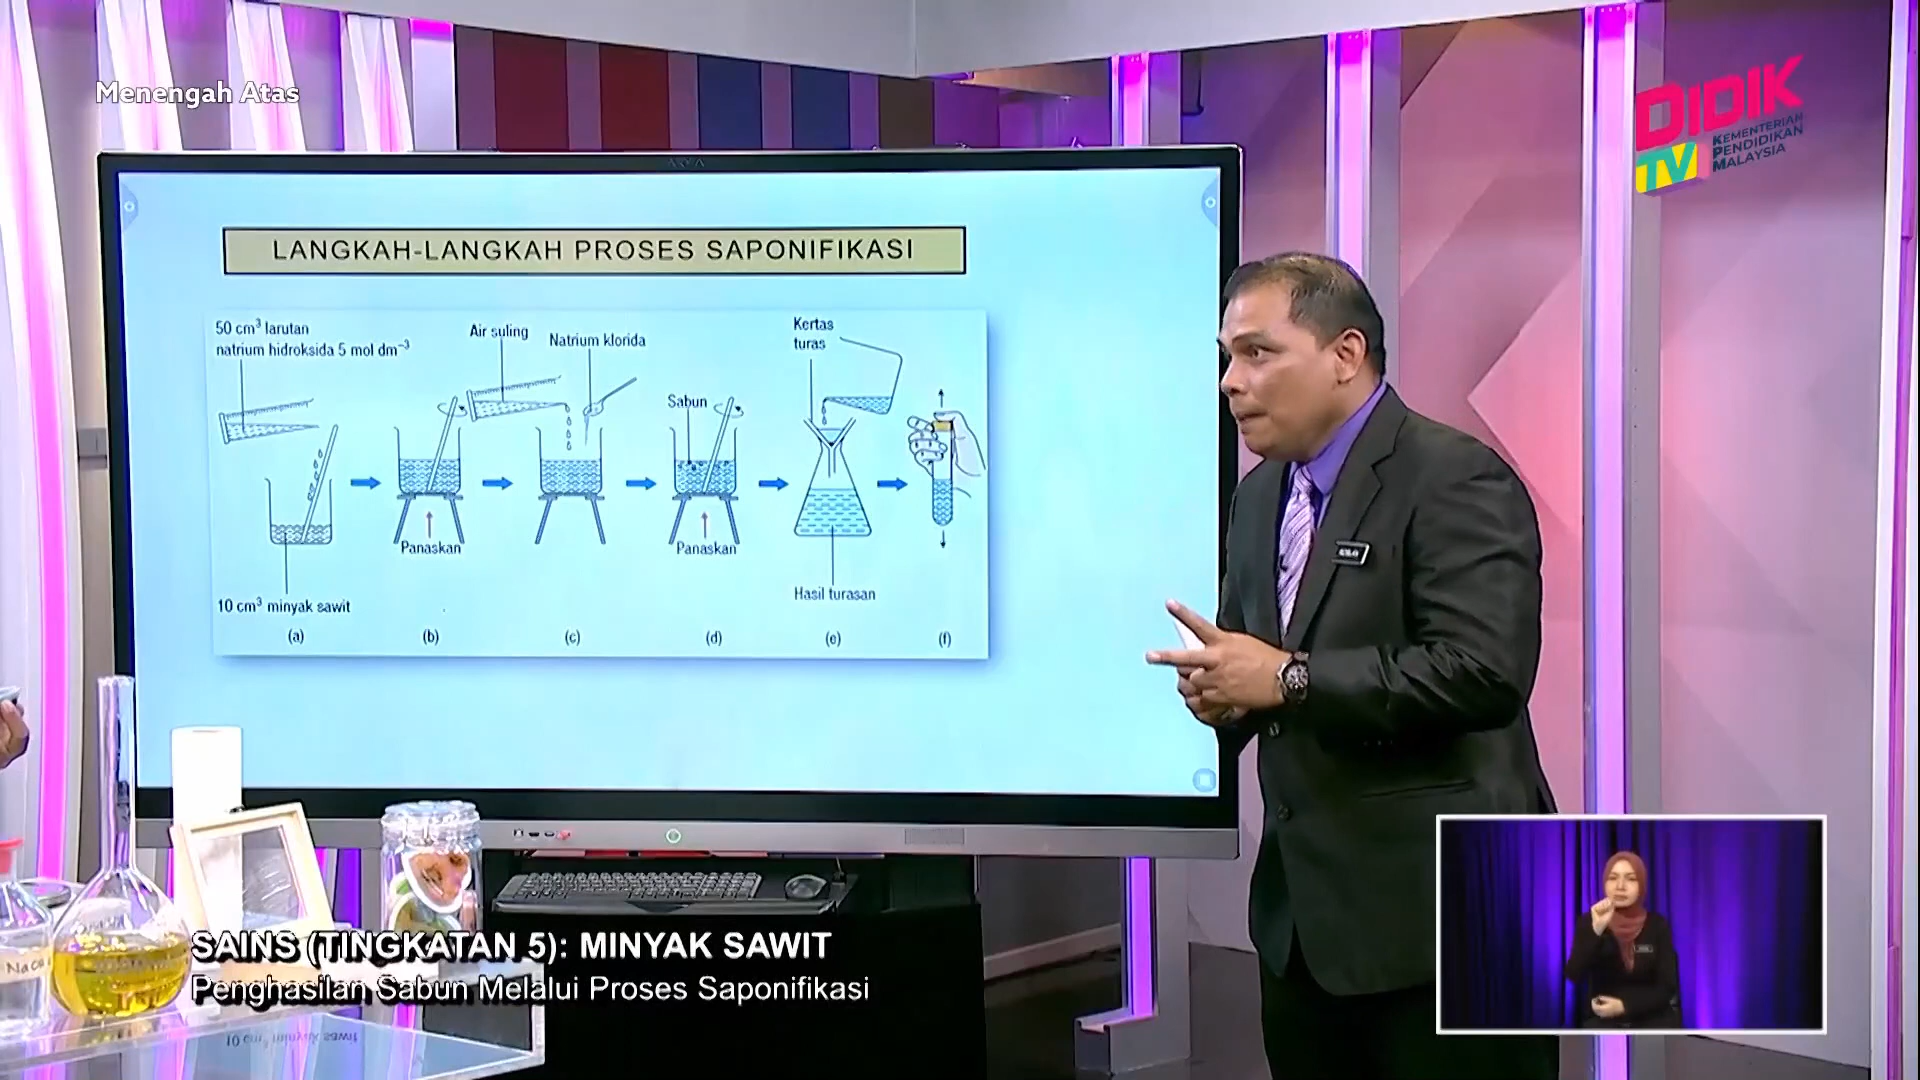 Menengah Atas
DIDIK
TV
KEMENTERIAN
PENDIDIKAN
MALAYSIA
LANGKAH-LANGKAH PROSES SAPONIFIKASI
50 cm³ larutan
natrium hidroksida 5 mol dm⁻³
Air suling
Natrium klorida
Kertas
turas
Sabun
Panaskan
Panaskan
Hasil turasan
10 cm³ minyak sawit
(a)
(b)
(c)
(d)
(e)
(f)
SAINS (TINGKATAN 5): MINYAK SAWIT
Penghasilan Sabun Melalui Proses Saponifikasi